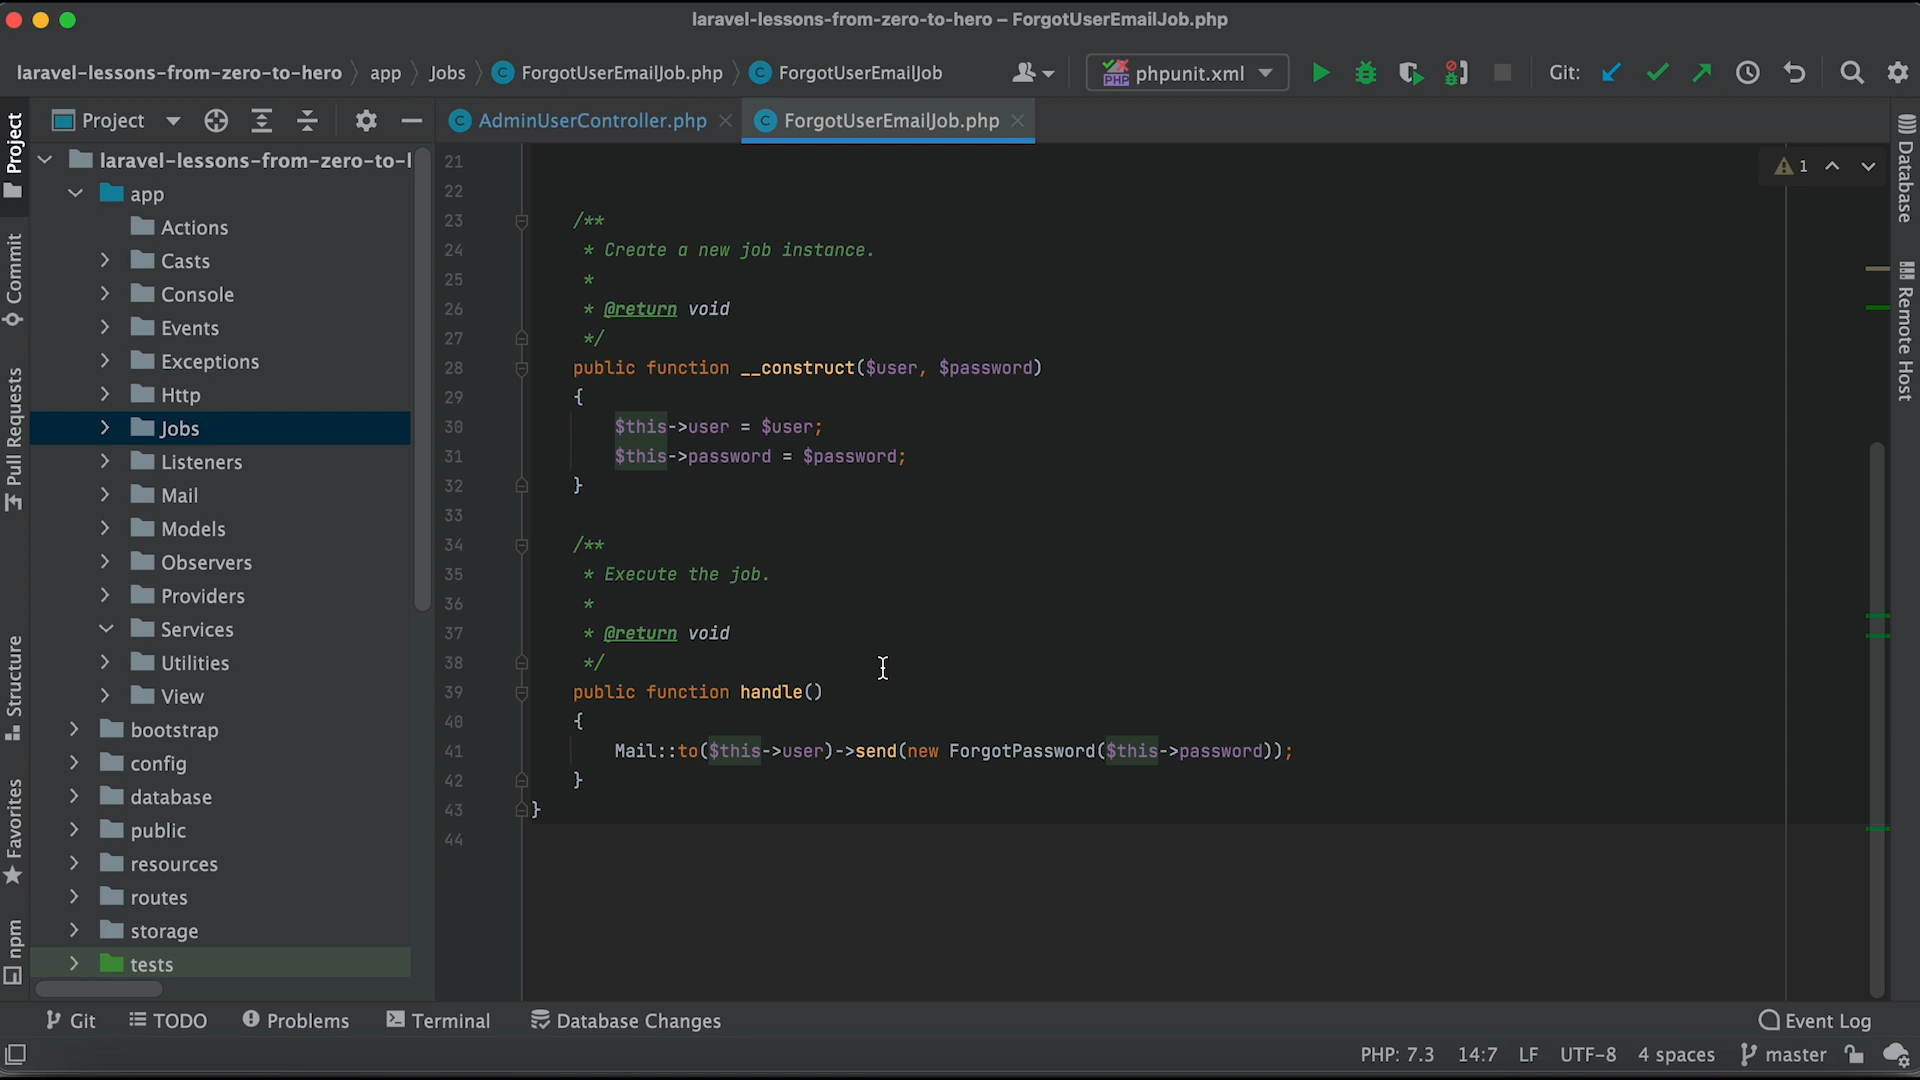 laravel-lessons-from-zero-to-hero – ForgotUserEmailJob.php
laravel-lessons-from-zero-to-hero app Jobs ForgotUserEmailJob.php ForgotUserEmailJob
phpunit.xml
Git:
Project
AdminUserController.php
ForgotUserEmailJob.php
Project
Commit
Pull Requests
Structure
Favorites
npm
laravel-lessons-from-zero-to-
app
Actions
Casts
Console
Events
Exceptions
Http
Jobs
Listeners
Mail
Models
Observers
Providers
Services
Utilities
View
bootstrap
config
database
public
resources
routes
storage
tests
21
22
23 /**
24 * Create a new job instance.
25 *
26 * @return void
27 */
28 public function __construct($user, $password)
29 {
30 $this->user = $user;
31 $this->password = $password;
32 }
33
34 /**
35 * Execute the job.
36 *
37 * @return void
38 */
39 public function handle()
40 {
41 Mail::to($this->user)->send(new ForgotPassword($this->password));
42 }
43 }
44
1
Database
Remote Host
Git TODO Problems Terminal Database Changes
Event Log
PHP: 7.3 14:7 LF UTF-8 4 spaces master